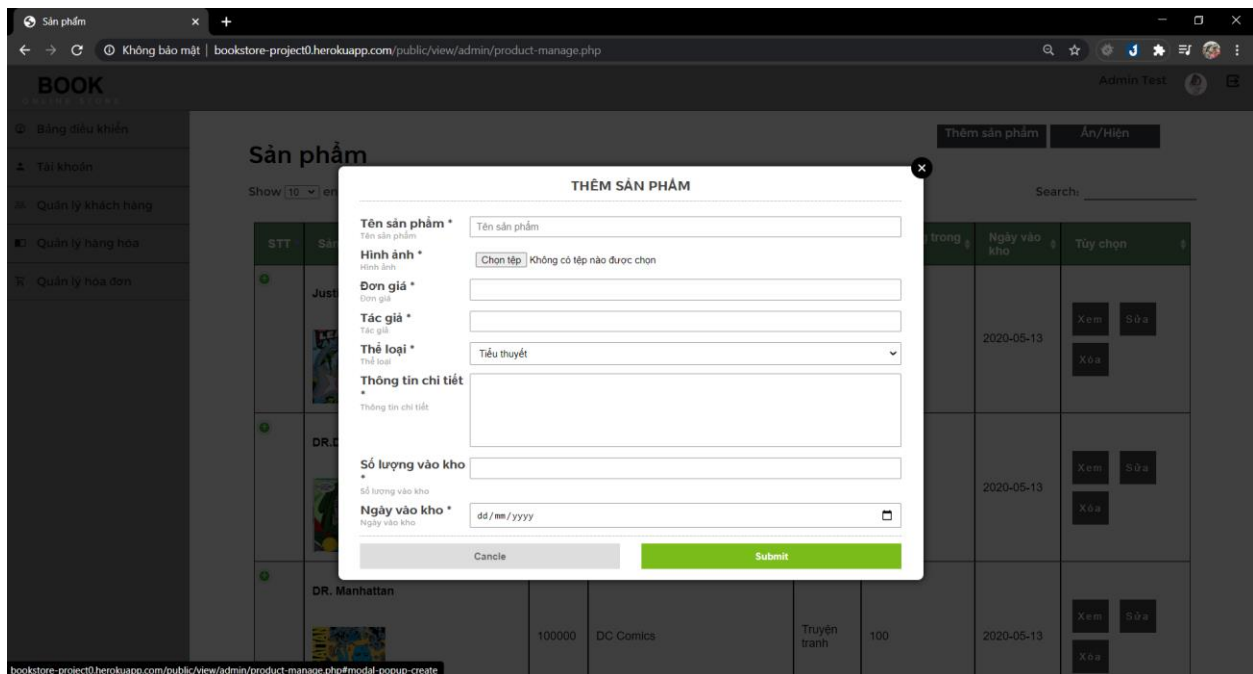 Sản phẩm
Không bảo mật | bookstore-project0.herokuapp.com/public/view/admin/product-manage.php
BOOK
ONLINE STORE
Admin Test
Bảng điều khiển
Tài khoản
Quản lý khách hàng
Quản lý hàng hóa
Quản lý hóa đơn
Thêm sản phẩm
Ẩn/Hiện
Sản phẩm
Show 10 en
Search:
THÊM SẢN PHẨM
Tên sản phẩm *
Tên sản phẩm
Tên sản phẩm
Hình ảnh *
Hình ảnh
Chọn tệp Không có tệp nào được chọn
Đơn giá *
Đơn giá
Tác giả *
Tác giả
Thể loại *
Thể loại
Tiểu thuyết
Thông tin chi tiết
*
Thông tin chi tiết
Số lượng vào kho
*
Số lượng vào kho
Ngày vào kho *
Ngày vào kho
dd/mm/yyyy
Cancle
Submit
STT
Sản
trong
Ngày vào
kho
Tùy chọn
Justi
2020-05-13
Xem
Sửa
Xóa
DR.D
2020-05-13
Xem
Sửa
Xóa
DR. Manhattan
100000
DC Comics
Truyện
tranh
100
2020-05-13
Xem
Sửa
Xóa
bookstore-project0.herokuapp.com/public/view/admin/product-manage.php#modal-popup-create